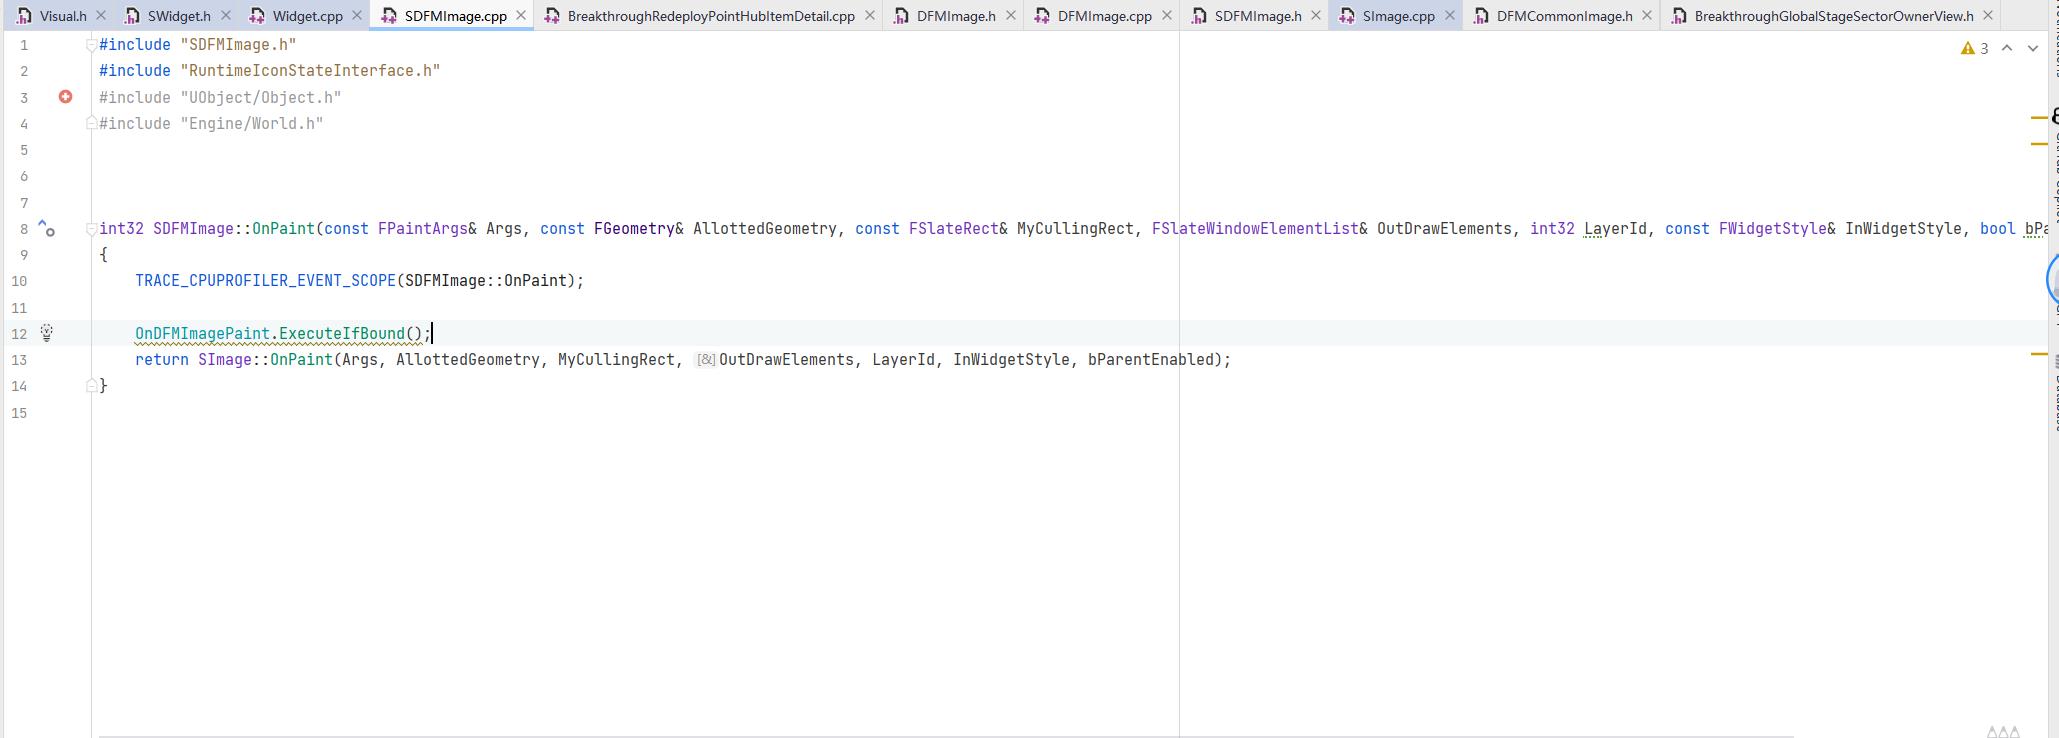 Visual.h SWidget.h Widget.cpp SDFMImage.cpp BreakthroughRedeployPointHubItemDetail.cpp DFMImage.h DFMImage.cpp SDFMImage.h SImage.cpp DFMCommonImage.h BreakthroughGlobalStageSectorOwnerView.h
1 #include "SDFMImage.h"
3
2 #include "RuntimeIconStateInterface.h"
3 #include "UObject/Object.h"
4 #include "Engine/World.h"
5
6
7
8 int32 SDFMImage::OnPaint(const FPaintArgs& Args, const FGeometry& AllottedGeometry, const FSlateRect& MyCullingRect, FSlateWindowElementList& OutDrawElements, int32 LayerId, const FWidgetStyle& InWidgetStyle, bool bPa
9 {
10 TRACE_CPUPROFILER_EVENT_SCOPE(SDFMImage::OnPaint);
11
12 OnDFMImagePaint.ExecuteIfBound();
13 return SImage::OnPaint(Args, AllottedGeometry, MyCullingRect, [&]OutDrawElements, LayerId, InWidgetStyle, bParentEnabled);
14 }
15